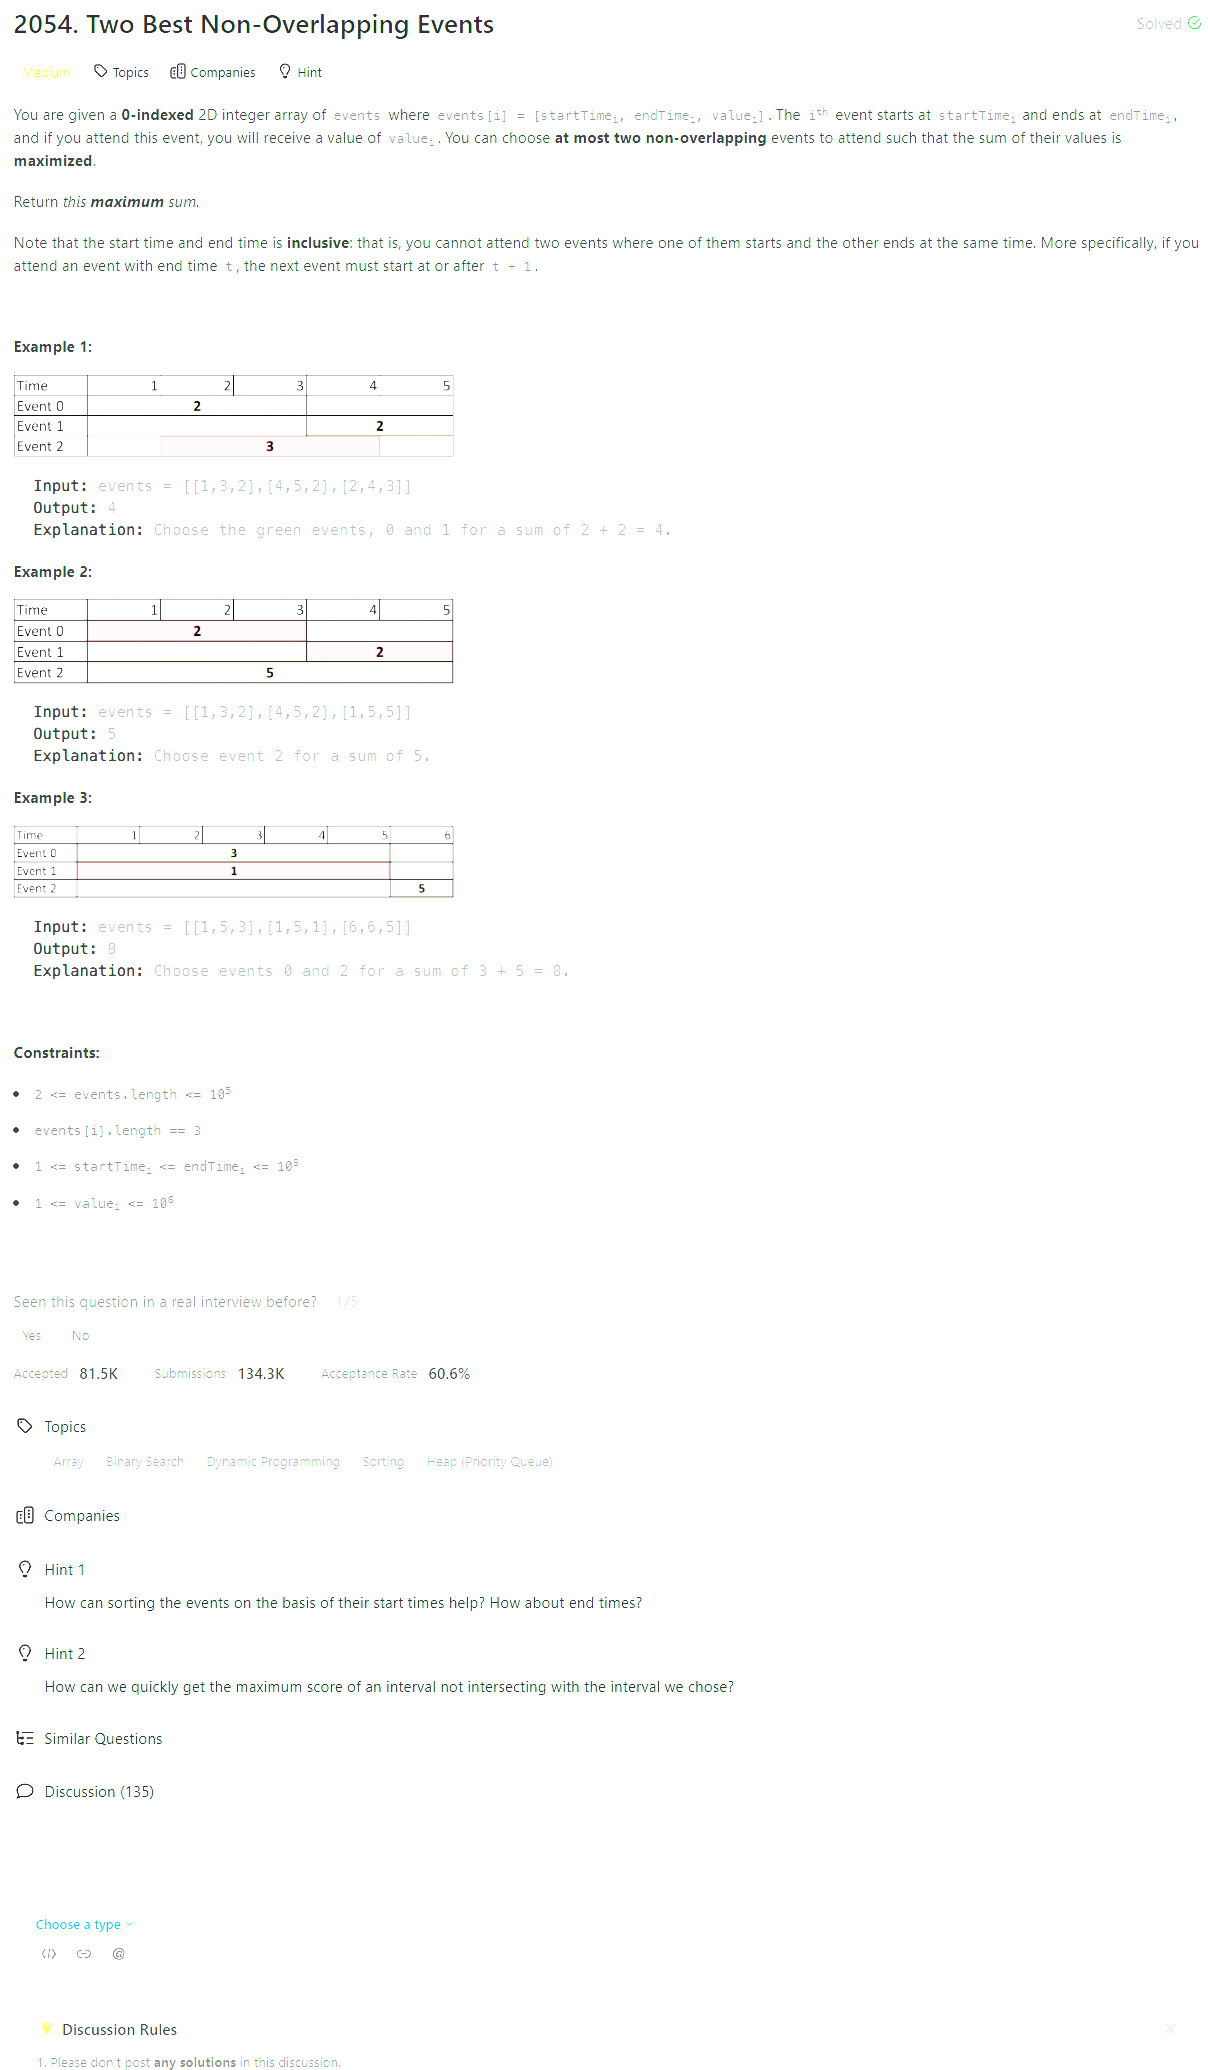 2054. Two Best Non-Overlapping Events
Solved
Medium Topics Companies Hint
You are given a 0-indexed 2D integer array of events where events[i] = [startTimeᵢ, endTimeᵢ, valueᵢ]. The iᵗʰ event starts at startTimeᵢ and ends at endTimeᵢ,
and if you attend this event, you will receive a value of valueᵢ. You can choose at most two non-overlapping events to attend such that the sum of their values is
maximized.
Return this maximum sum.
Note that the start time and end time is inclusive: that is, you cannot attend two events where one of them starts and the other ends at the same time. More specifically, if you
attend an event with end time t, the next event must start at or after t + 1.
Example 1:
Time 1 2 3 4 5
Event 0 2
Event 1 2
Event 2 3
Input: events = [[1,3,2],[4,5,2],[2,4,3]]
Output: 4
Explanation: Choose the green events, 0 and 1 for a sum of 2 + 2 = 4.
Example 2:
Time 1 2 3 4 5
Event 0 2
Event 1 2
Event 2 5
Input: events = [[1,3,2],[4,5,2],[1,5,5]]
Output: 5
Explanation: Choose event 2 for a sum of 5.
Example 3:
Time 1 2 3 4 5 6
Event 0 3
Event 1 1
Event 2 5
Input: events = [[1,5,3],[1,5,1],[6,6,5]]
Output: 8
Explanation: Choose events 0 and 2 for a sum of 3 + 5 = 8.
Constraints:
• 2 <= events.length <= 10⁵
• events[i].length == 3
• 1 <= startTimeᵢ <= endTimeᵢ <= 10⁹
• 1 <= valueᵢ <= 10⁶
Seen this question in a real interview before? 1/5
Yes No
Accepted 81.5K Submissions 134.3K Acceptance Rate 60.6%
Topics
Array Binary Search Dynamic Programming Sorting Heap (Priority Queue)
Companies
Hint 1
How can sorting the events on the basis of their start times help? How about end times?
Hint 2
How can we quickly get the maximum score of an interval not intersecting with the interval we chose?
Similar Questions
Discussion (135)
Choose a type
</> @
Discussion Rules
1. Please don't post any solutions in this discussion.